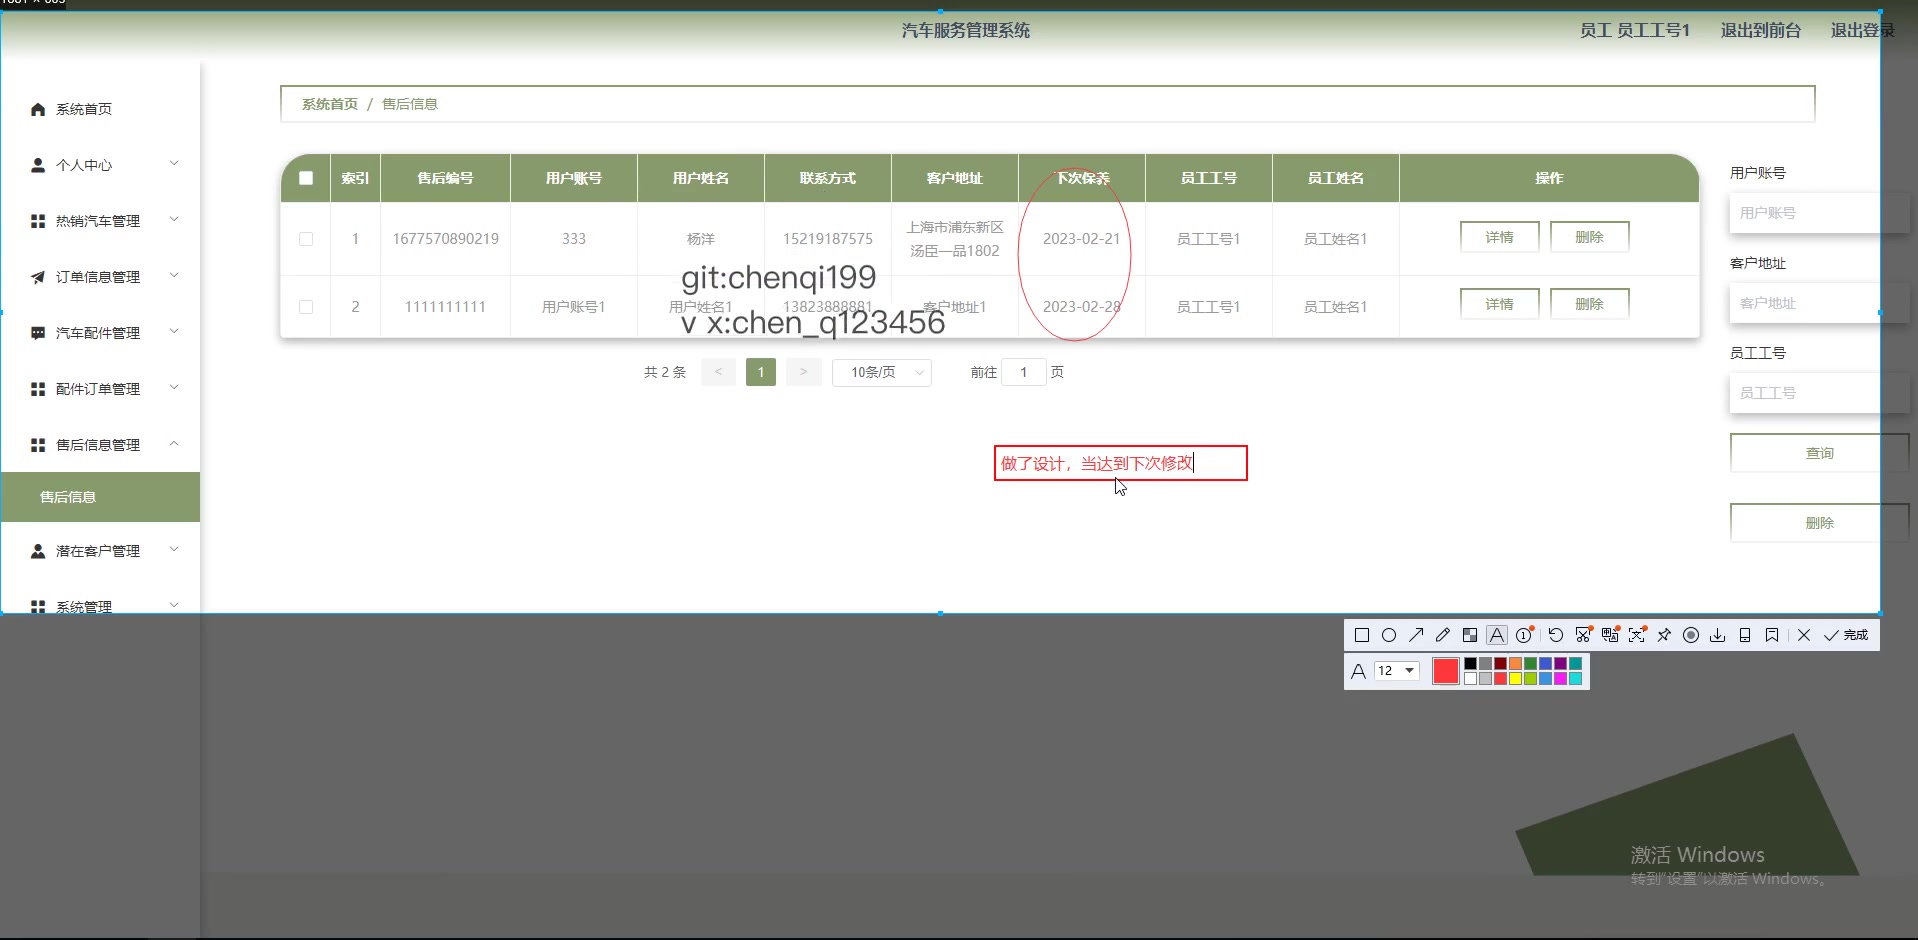 汽车服务管理系统
员工 员工工号1 退出到前台 退出登录
系统首页
个人中心
热销汽车管理
订单信息管理
汽车配件管理
配件订单管理
售后信息管理
售后信息
潜在客户管理
系统管理
系统首页 / 售后信息
索引 售后编号 用户账号 用户姓名 联系方式 客户地址 下次保养 员工工号 员工姓名 操作
1 1677570890219 333 杨洋 15219187575 上海市浦东新区 2023-02-21 员工工号1 员工姓名1 详情 删除
汤臣一品1802
git:chenqi199
2 1111111111 用户账号1 用户姓名1 13823888881 客户地址1 2023-02-28 员工工号1 员工姓名1 详情 删除
v x:chen_q123456
共 2 条 < 1 > 10条/页 前往 1 页
用户账号
用户账号
客户地址
客户地址
员工工号
员工工号
查询
删除
做了设计，当达到下次修改
完成
A 12
激活 Windows
转到"设置"以激活 Windows。